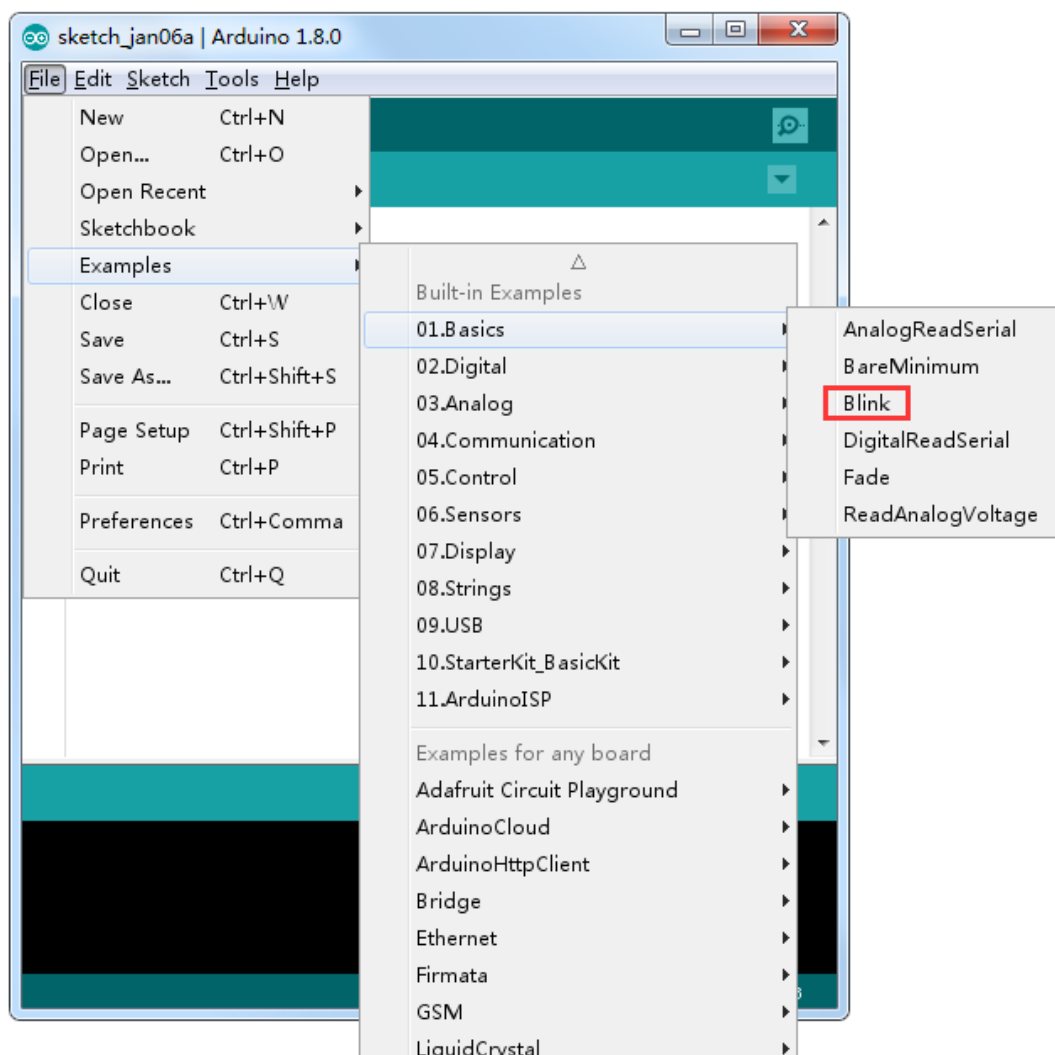 sketch_jan06a | Arduino 1.8.0
File Edit Sketch Tools Help
New Ctrl+N
Open... Ctrl+O
Open Recent
Sketchbook
Examples
Close Ctrl+W
Save Ctrl+S
Save As... Ctrl+Shift+S
Page Setup Ctrl+Shift+P
Print Ctrl+P
Preferences Ctrl+Comma
Quit Ctrl+Q
Built-in Examples
01.Basics
02.Digital
03.Analog
04.Communication
05.Control
06.Sensors
07.Display
08.Strings
09.USB
10.StarterKit_BasicKit
11.ArduinoISP
Examples for any board
Adafruit Circuit Playground
ArduinoCloud
ArduinoHttpClient
Bridge
Ethernet
Firmata
GSM
LiquidCrystal
AnalogReadSerial
BareMinimum
Blink
DigitalReadSerial
Fade
ReadAnalogVoltage